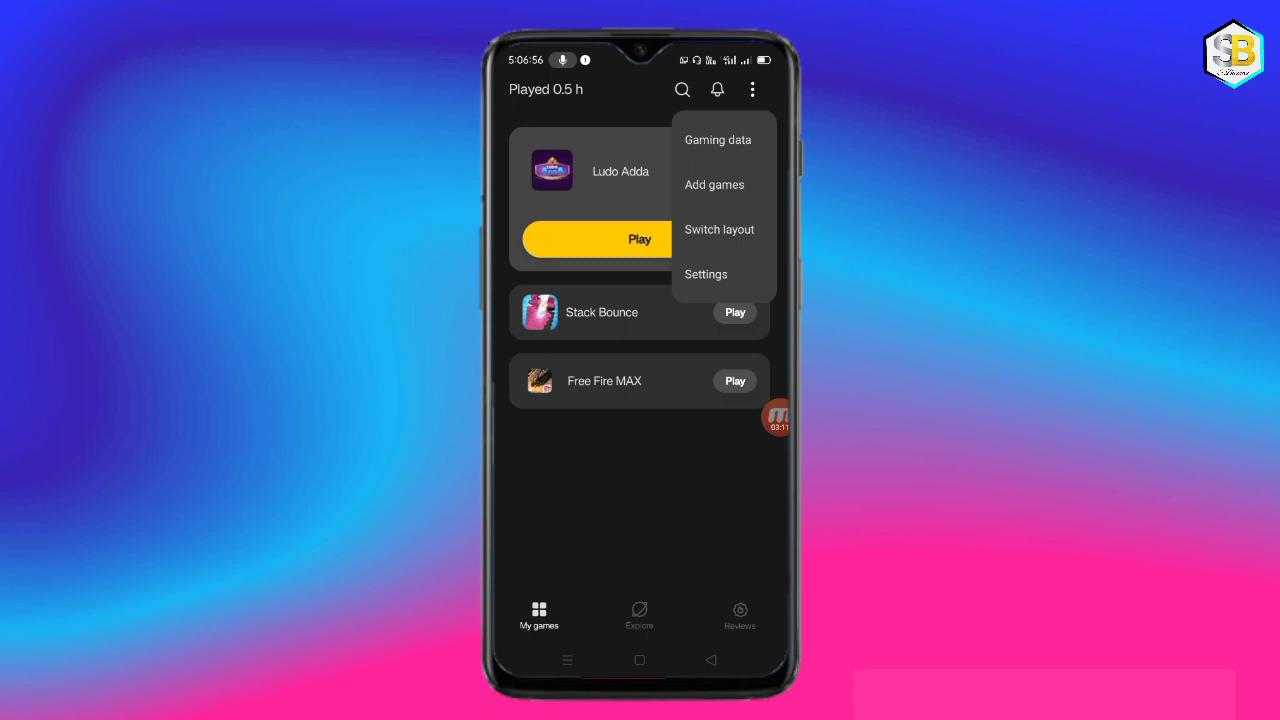 SB
5:06:56
Played 0.5 h
Gaming data
Ludo Adda
Add games
Switch layout
Play
Settings
Stack Bounce
Play
Free Fire MAX
Play
03:11
My games
Explore
Reviews